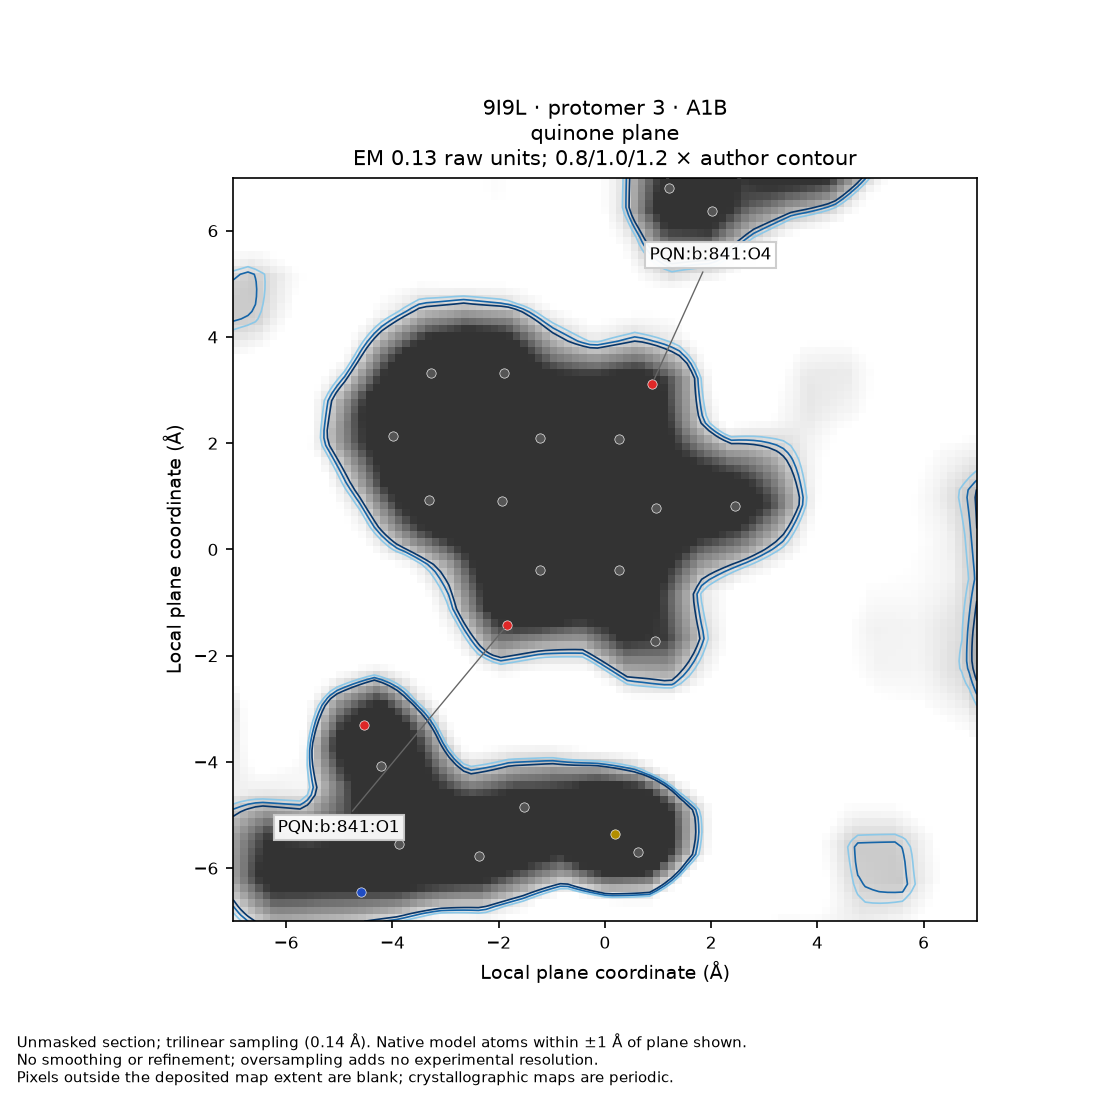 9I9L · protomer 3 · A1B
quinone plane
EM 0.13 raw units; 0.8/1.0/1.2 × author contour
PQN:b:841:O4
PQN:b:841:O1
Local plane coordinate (Å)
6
4
2
0
−2
−4
−6
−6
−4
−2
0
2
4
6
Local plane coordinate (Å)
Unmasked section; trilinear sampling (0.14 Å). Native model atoms within ±1 Å of plane shown.
No smoothing or refinement; oversampling adds no experimental resolution.
Pixels outside the deposited map extent are blank; crystallographic maps are periodic.